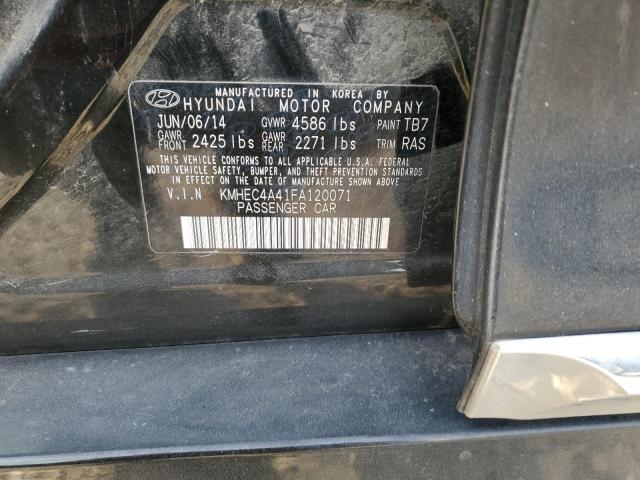 MANUFACTURED IN KOREA BY
HYUNDAI MOTOR COMPANY
JUN/06/14 GVWR 4586 lbs PAINT TB7
GAWR FRONT 2425 lbs GAWR REAR 2271 lbs TRIM RAS
THIS VEHICLE CONFORMS TO ALL APPLICABLE U.S.A. FEDERAL
MOTOR VEHICLE SAFETY, BUMPER, AND THEFT PREVENTION STANDARDS
IN EFFECT ON THE DATE OF MANUFACTURE SHOWN ABOVE.
V.I.N KMHEC4A41FA120071
PASSENGER CAR